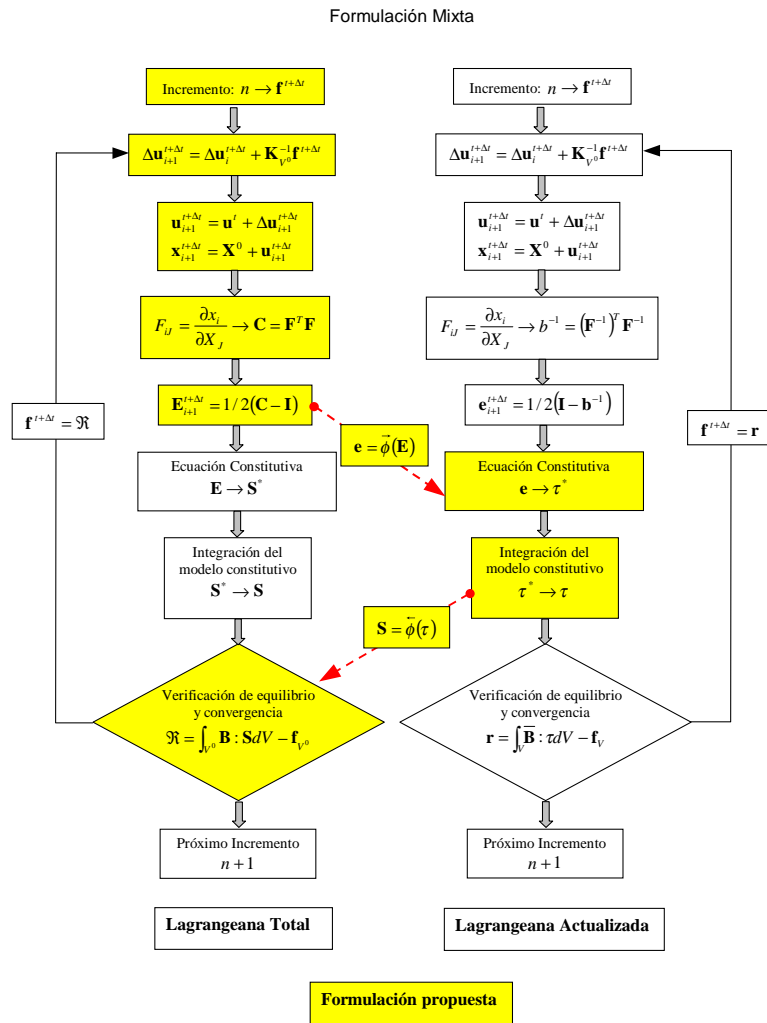 Formulación Mixta
Incremento: n → f^{t+Δt}
Δu_{i+1}^{t+Δt} = Δu_i^{t+Δt} + K_{V^0}^{-1} f^{t+Δt}
u_{i+1}^{t+Δt} = u^t + Δu_{i+1}^{t+Δt}
x_{i+1}^{t+Δt} = X^0 + u_{i+1}^{t+Δt}
F_{iJ} = ∂x_i/∂X_J → C = F^T F
E_{i+1}^{t+Δt} = 1/2(C − I)
f^{t+Δt} = ℜ
Ecuación Constitutiva
E → S^*
Integración del
modelo constitutivo
S^* → S
Verificación de equilibrio
y convergencia
ℜ = ∫_{V^0} B : S dV − f_{V^0}
Próximo Incremento
n + 1
Lagrangeana Total
e = \vec{φ}(E)
S = \overleftarrow{φ}(τ)
Incremento: n → f^{t+Δt}
Δu_{i+1}^{t+Δt} = Δu_i^{t+Δt} + K_{V^0}^{-1} f^{t+Δt}
u_{i+1}^{t+Δt} = u^t + Δu_{i+1}^{t+Δt}
x_{i+1}^{t+Δt} = X^0 + u_{i+1}^{t+Δt}
F_{iJ} = ∂x_i/∂X_J → b^{-1} = (F^{-1})^T F^{-1}
e_{i+1}^{t+Δt} = 1/2(I − b^{-1})
f^{t+Δt} = r
Ecuación Constitutiva
e → τ^*
Integración del
modelo constitutivo
τ^* → τ
Verificación de equilibrio
y convergencia
r = ∫_V \overline{B} : τ dV − f_V
Próximo Incremento
n + 1
Lagrangeana Actualizada
Formulación propuesta